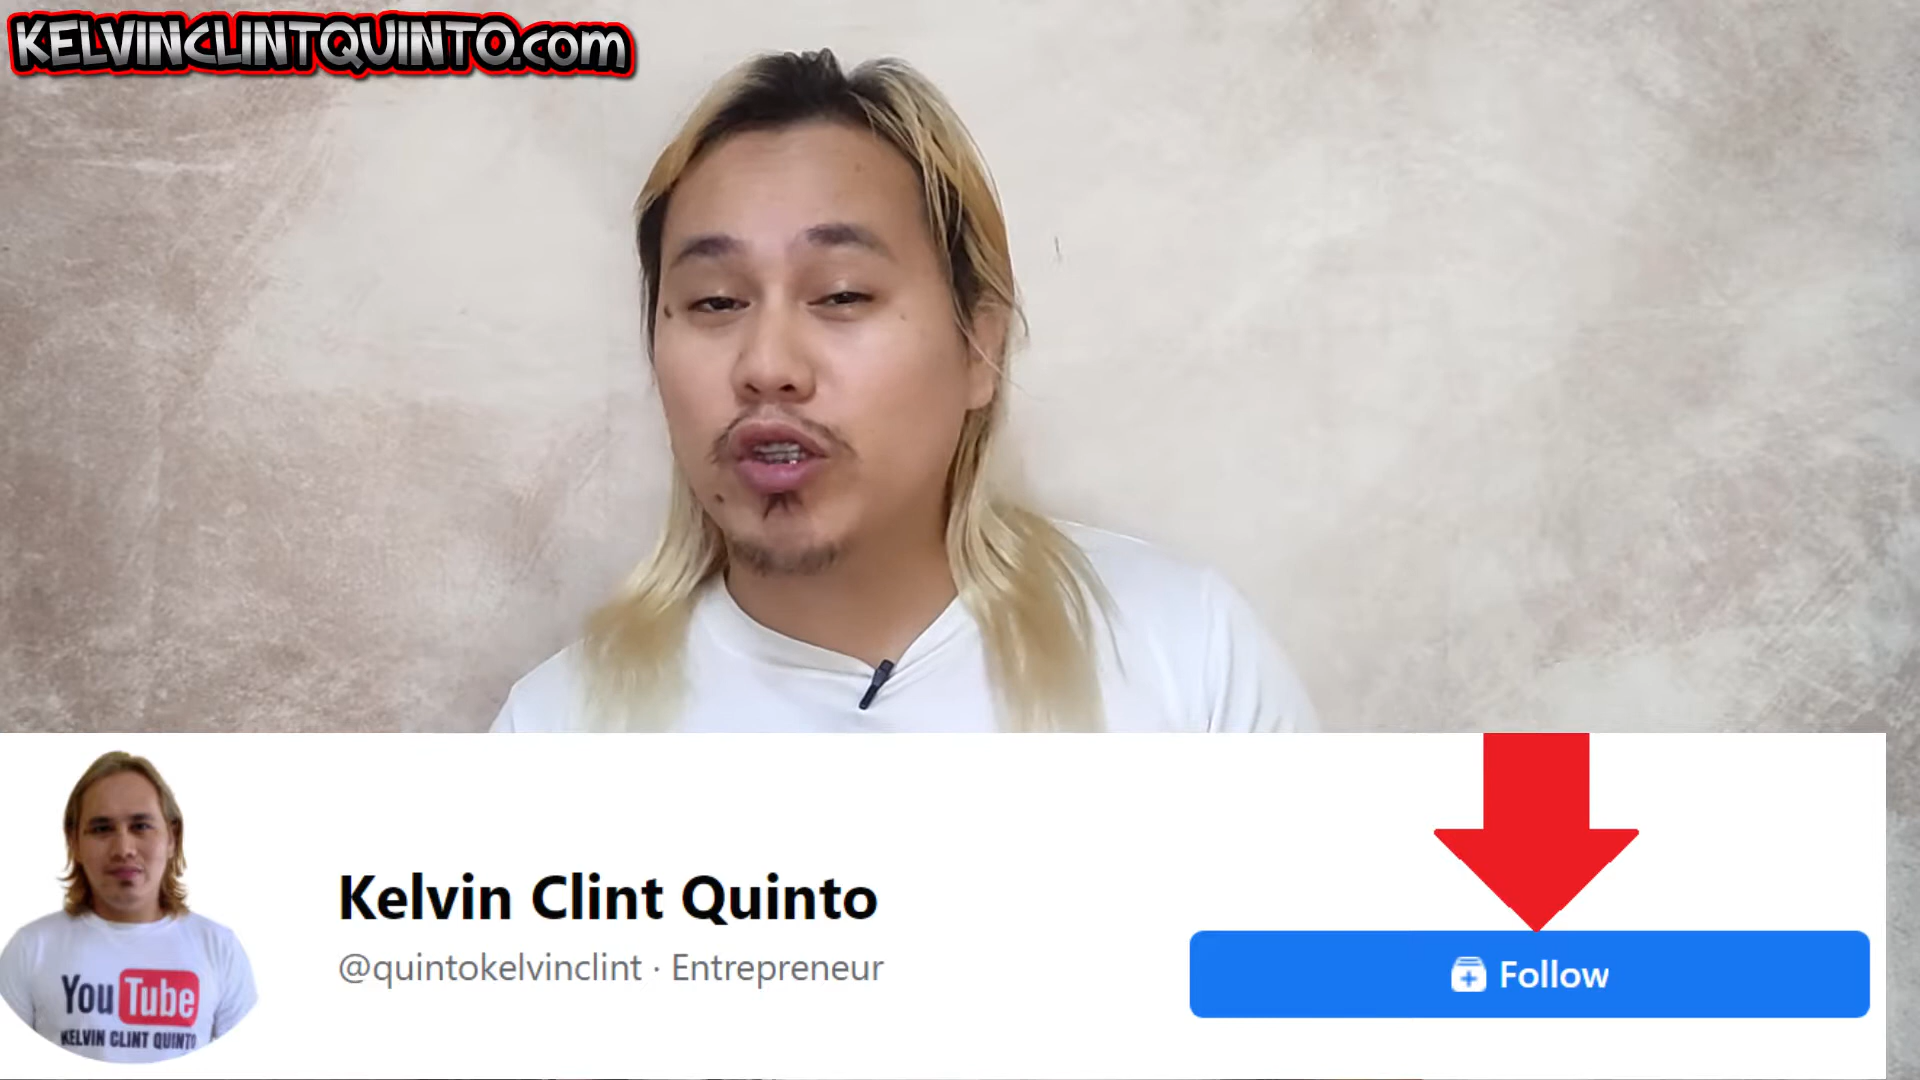 KELVINCLINTQUINTO.com
Kelvin Clint Quinto
@quintokelvinclint · Entrepreneur
Follow
YouTube
KELVIN CLINT QUINTO